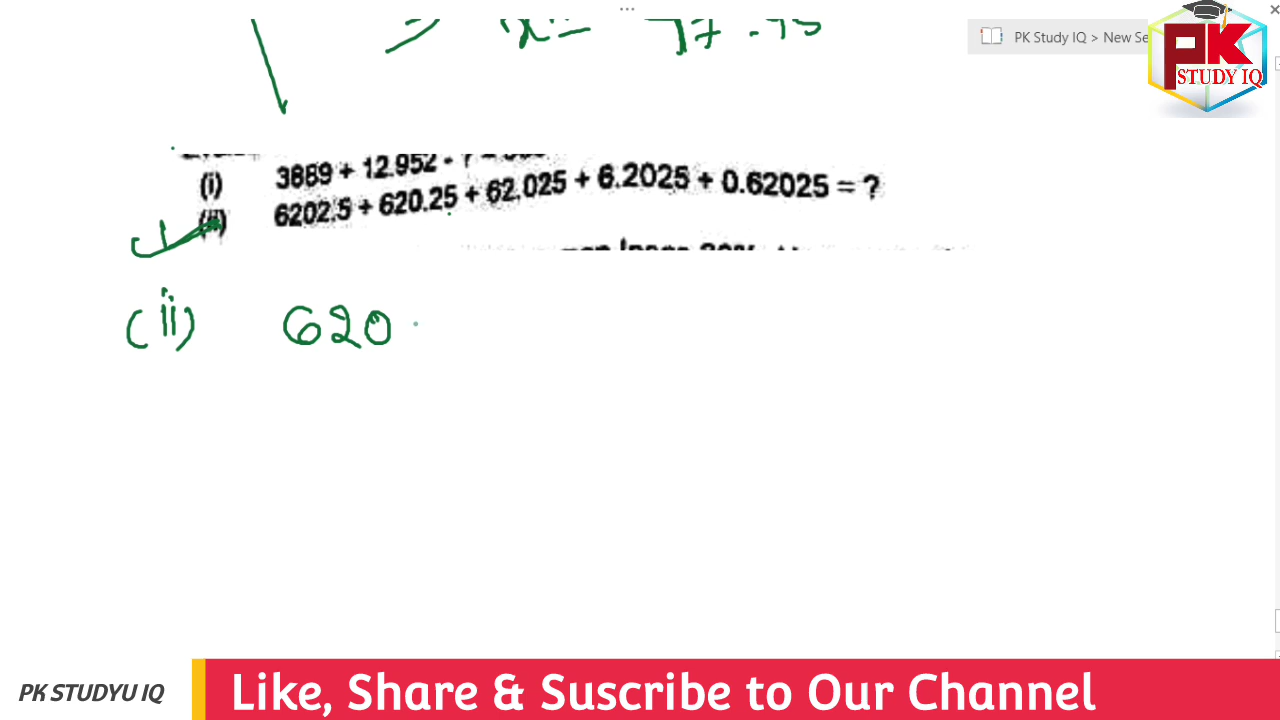 PK Study IQ > New Se
PK
STUDY IQ
(i) 3889 + 12.952 - ? =
(ii) 6202.5 + 620.25 + 62.025 + 6.2025 + 0.62025 = ?
(ii) 620
PK STUDYU IQ
Like, Share & Suscribe to Our Channel